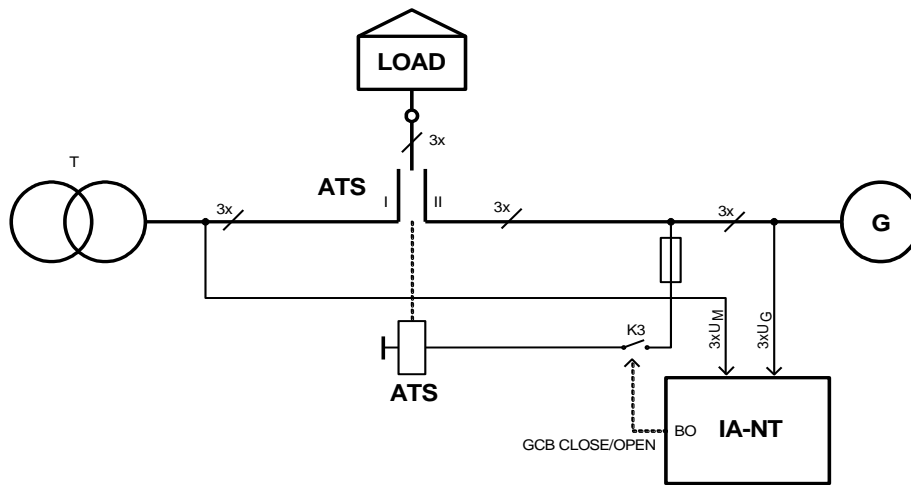 LOAD
3x
T
ATS
3x
I
II
3x
3x
G
K3
3xUM
3xUG
ATS
GCB CLOSE/OPEN
BO
IA-NT